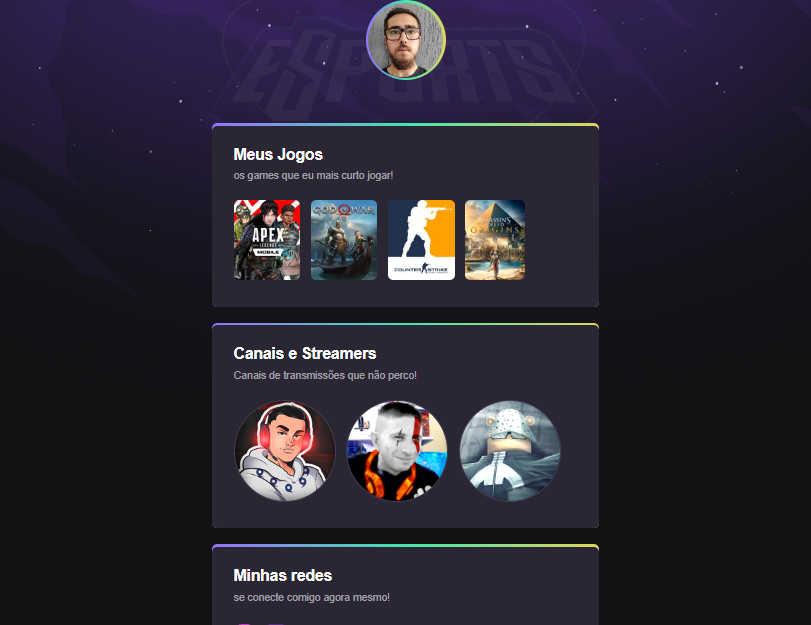 ESPORTS
Meus Jogos
os games que eu mais curto jogar!
APEX
LEGENDS
MOBILE
GOD WAR
COUNTER STRIKE
ASSASSIN'S
CREED
ORIGINS
Canais e Streamers
Canais de transmissões que não perco!
Minhas redes
se conecte comigo agora mesmo!